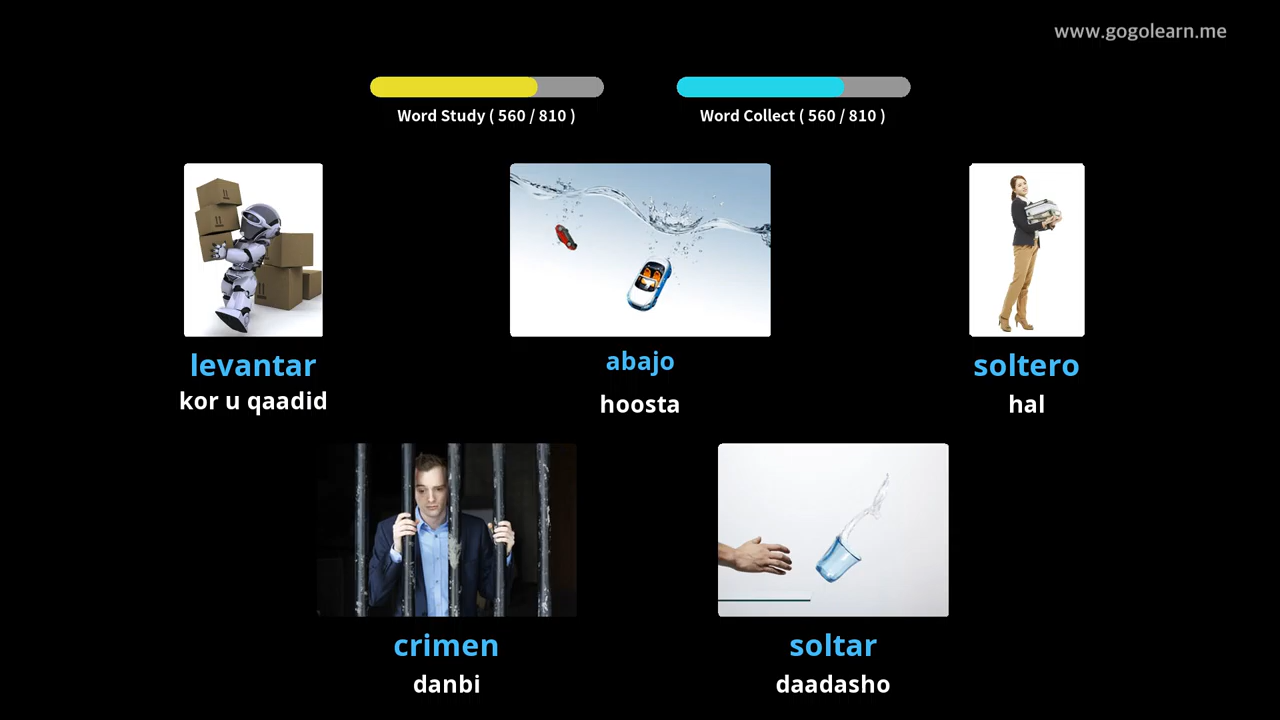 www.gogolearn.me
Word Study ( 560 / 810 )
Word Collect ( 560 / 810 )
levantar
kor u qaadid
abajo
hoosta
soltero
hal
crimen
danbi
soltar
daadasho